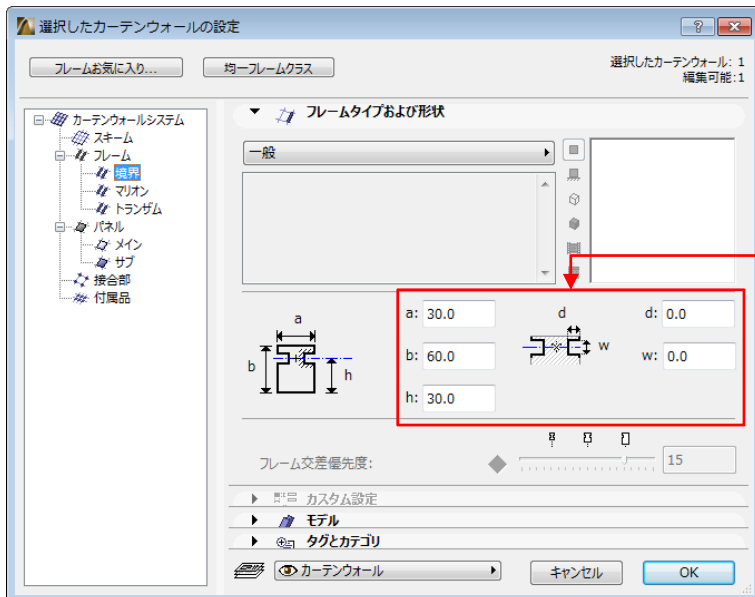 選択したカーテンウォールの設定
フレームお気に入り...
均一フレームクラス
選択したカーテンウォール: 1
編集可能:1
カーテンウォールシステム
スキーム
フレーム
境界
マリオン
トランザム
パネル
メイン
サブ
接合部
付属品
フレームタイプおよび形状
一般
a
b
h
a: 30.0
b: 60.0
h: 30.0
d
w
d: 0.0
w: 0.0
フレーム交差優先度:
15
カスタム設定
モデル
タグとカテゴリ
カーテンウォール
キャンセル
OK